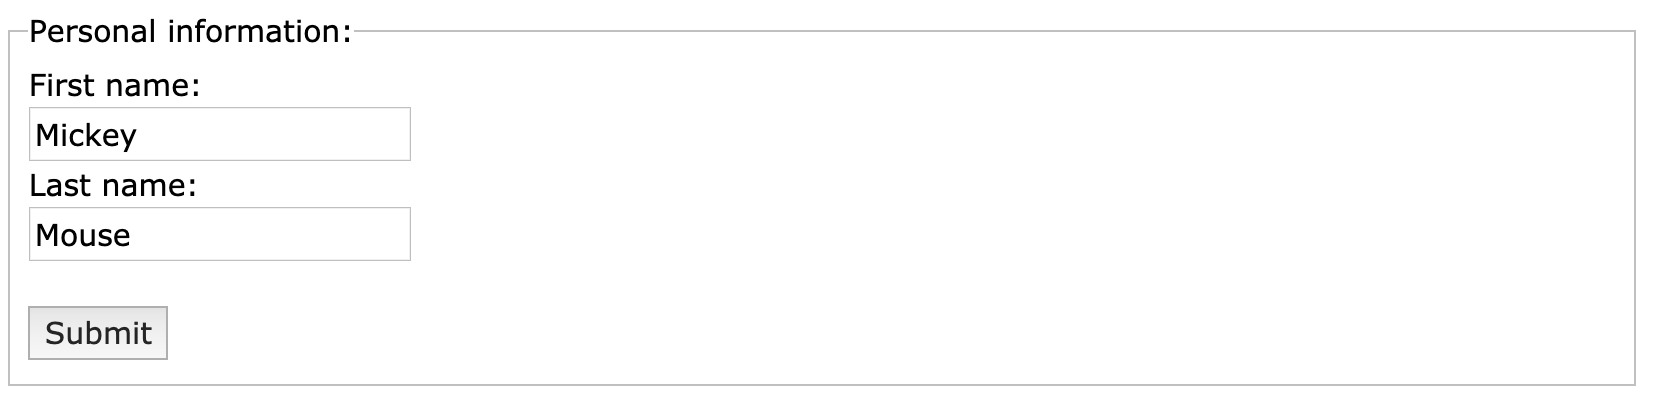 Personal information:
First name:
Mickey
Last name:
Mouse
Submit